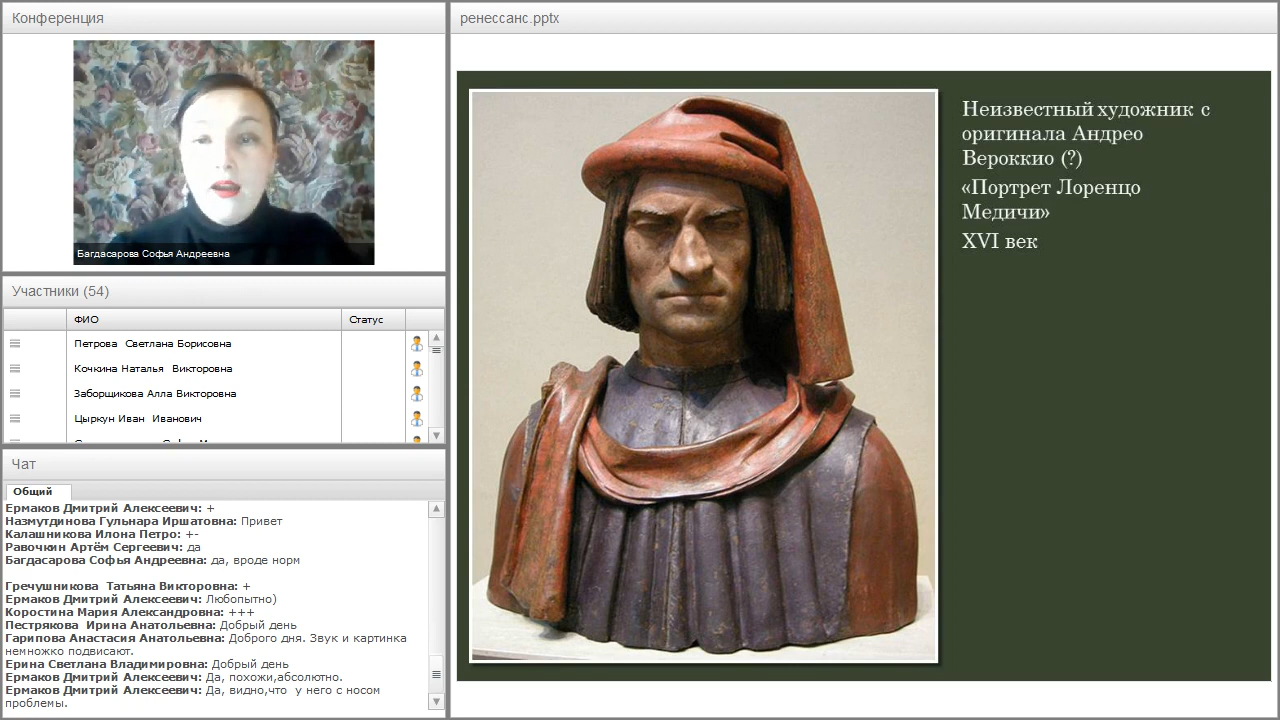 Конференция
Багдасарова Софья Андреевна
Участники (54)
ФИО
Статус
Петрова Светлана Борисовна
Кочкина Наталья Викторовна
Заборщикова Алла Викторовна
Цыркун Иван Иванович
Чат
Общий
Ермаков Дмитрий Алексеевич: +
Назмутдинова Гульнара Иршатовна: Привет
Калашникова Илона Петро: +-
Равочкин Артём Сергеевич: да
Багдасарова Софья Андреевна: да, вроде норм
Гречушникова Татьяна Викторовна: +
Ермаков Дмитрий Алексеевич: Любопытно)
Коростина Мария Александровна: +++
Пестрякова Ирина Анатольевна: Добрый день
Гарипова Анастасия Анатольевна: Доброго дня. Звук и картинка
немножко подвисают.
Ерина Светлана Владимировна: Добрый день
Ермаков Дмитрий Алексеевич: Да, похожи,абсолютно.
Ермаков Дмитрий Алексеевич: Да, видно,что у него с носом
проблемы.
ренессанс.pptx
Неизвестный художник с
оригинала Андрео
Вероккио (?)
«Портрет Лоренцо
Медичи»
XVI век